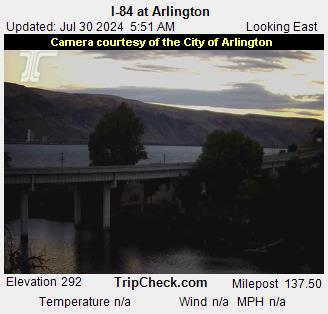 I-84 at Arlington
Updated: Jul 30 2024 5:51 AM Looking East
Camera courtesy of the City of Arlington
Elevation 292 TripCheck.com Milepost 137.50
Temperature n/a Wind n/a MPH n/a